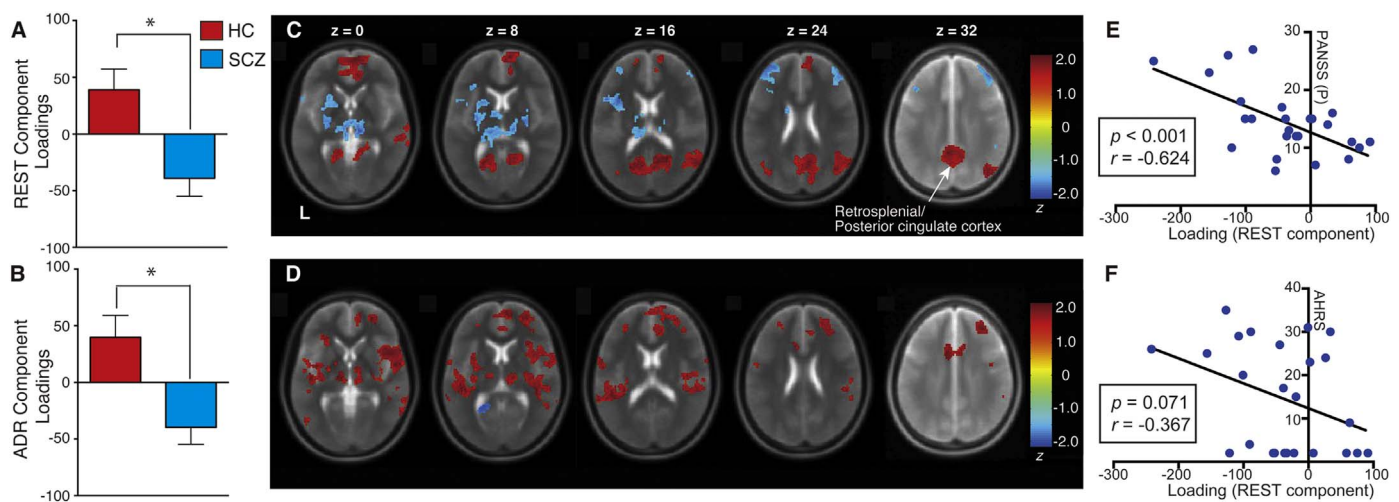 A
100
50
0
-50
-100
REST Component
Loadings
*
HC
SCZ
B
100
50
0
-50
-100
ADR Component
Loadings
*
C
z = 0
z = 8
z = 16
z = 24
z = 32
L
Retrosplenial/
Posterior cingulate cortex
2.0
1.0
0
-1.0
-2.0
z
D
2.0
1.0
0
-1.0
-2.0
z
E
30
20
10
PANSS (P)
p < 0.001
r = -0.624
-300
-200
-100
0
100
Loading (REST component)
F
40
30
20
10
AHRS
p = 0.071
r = -0.367
-300
-200
-100
0
100
Loading (REST component)